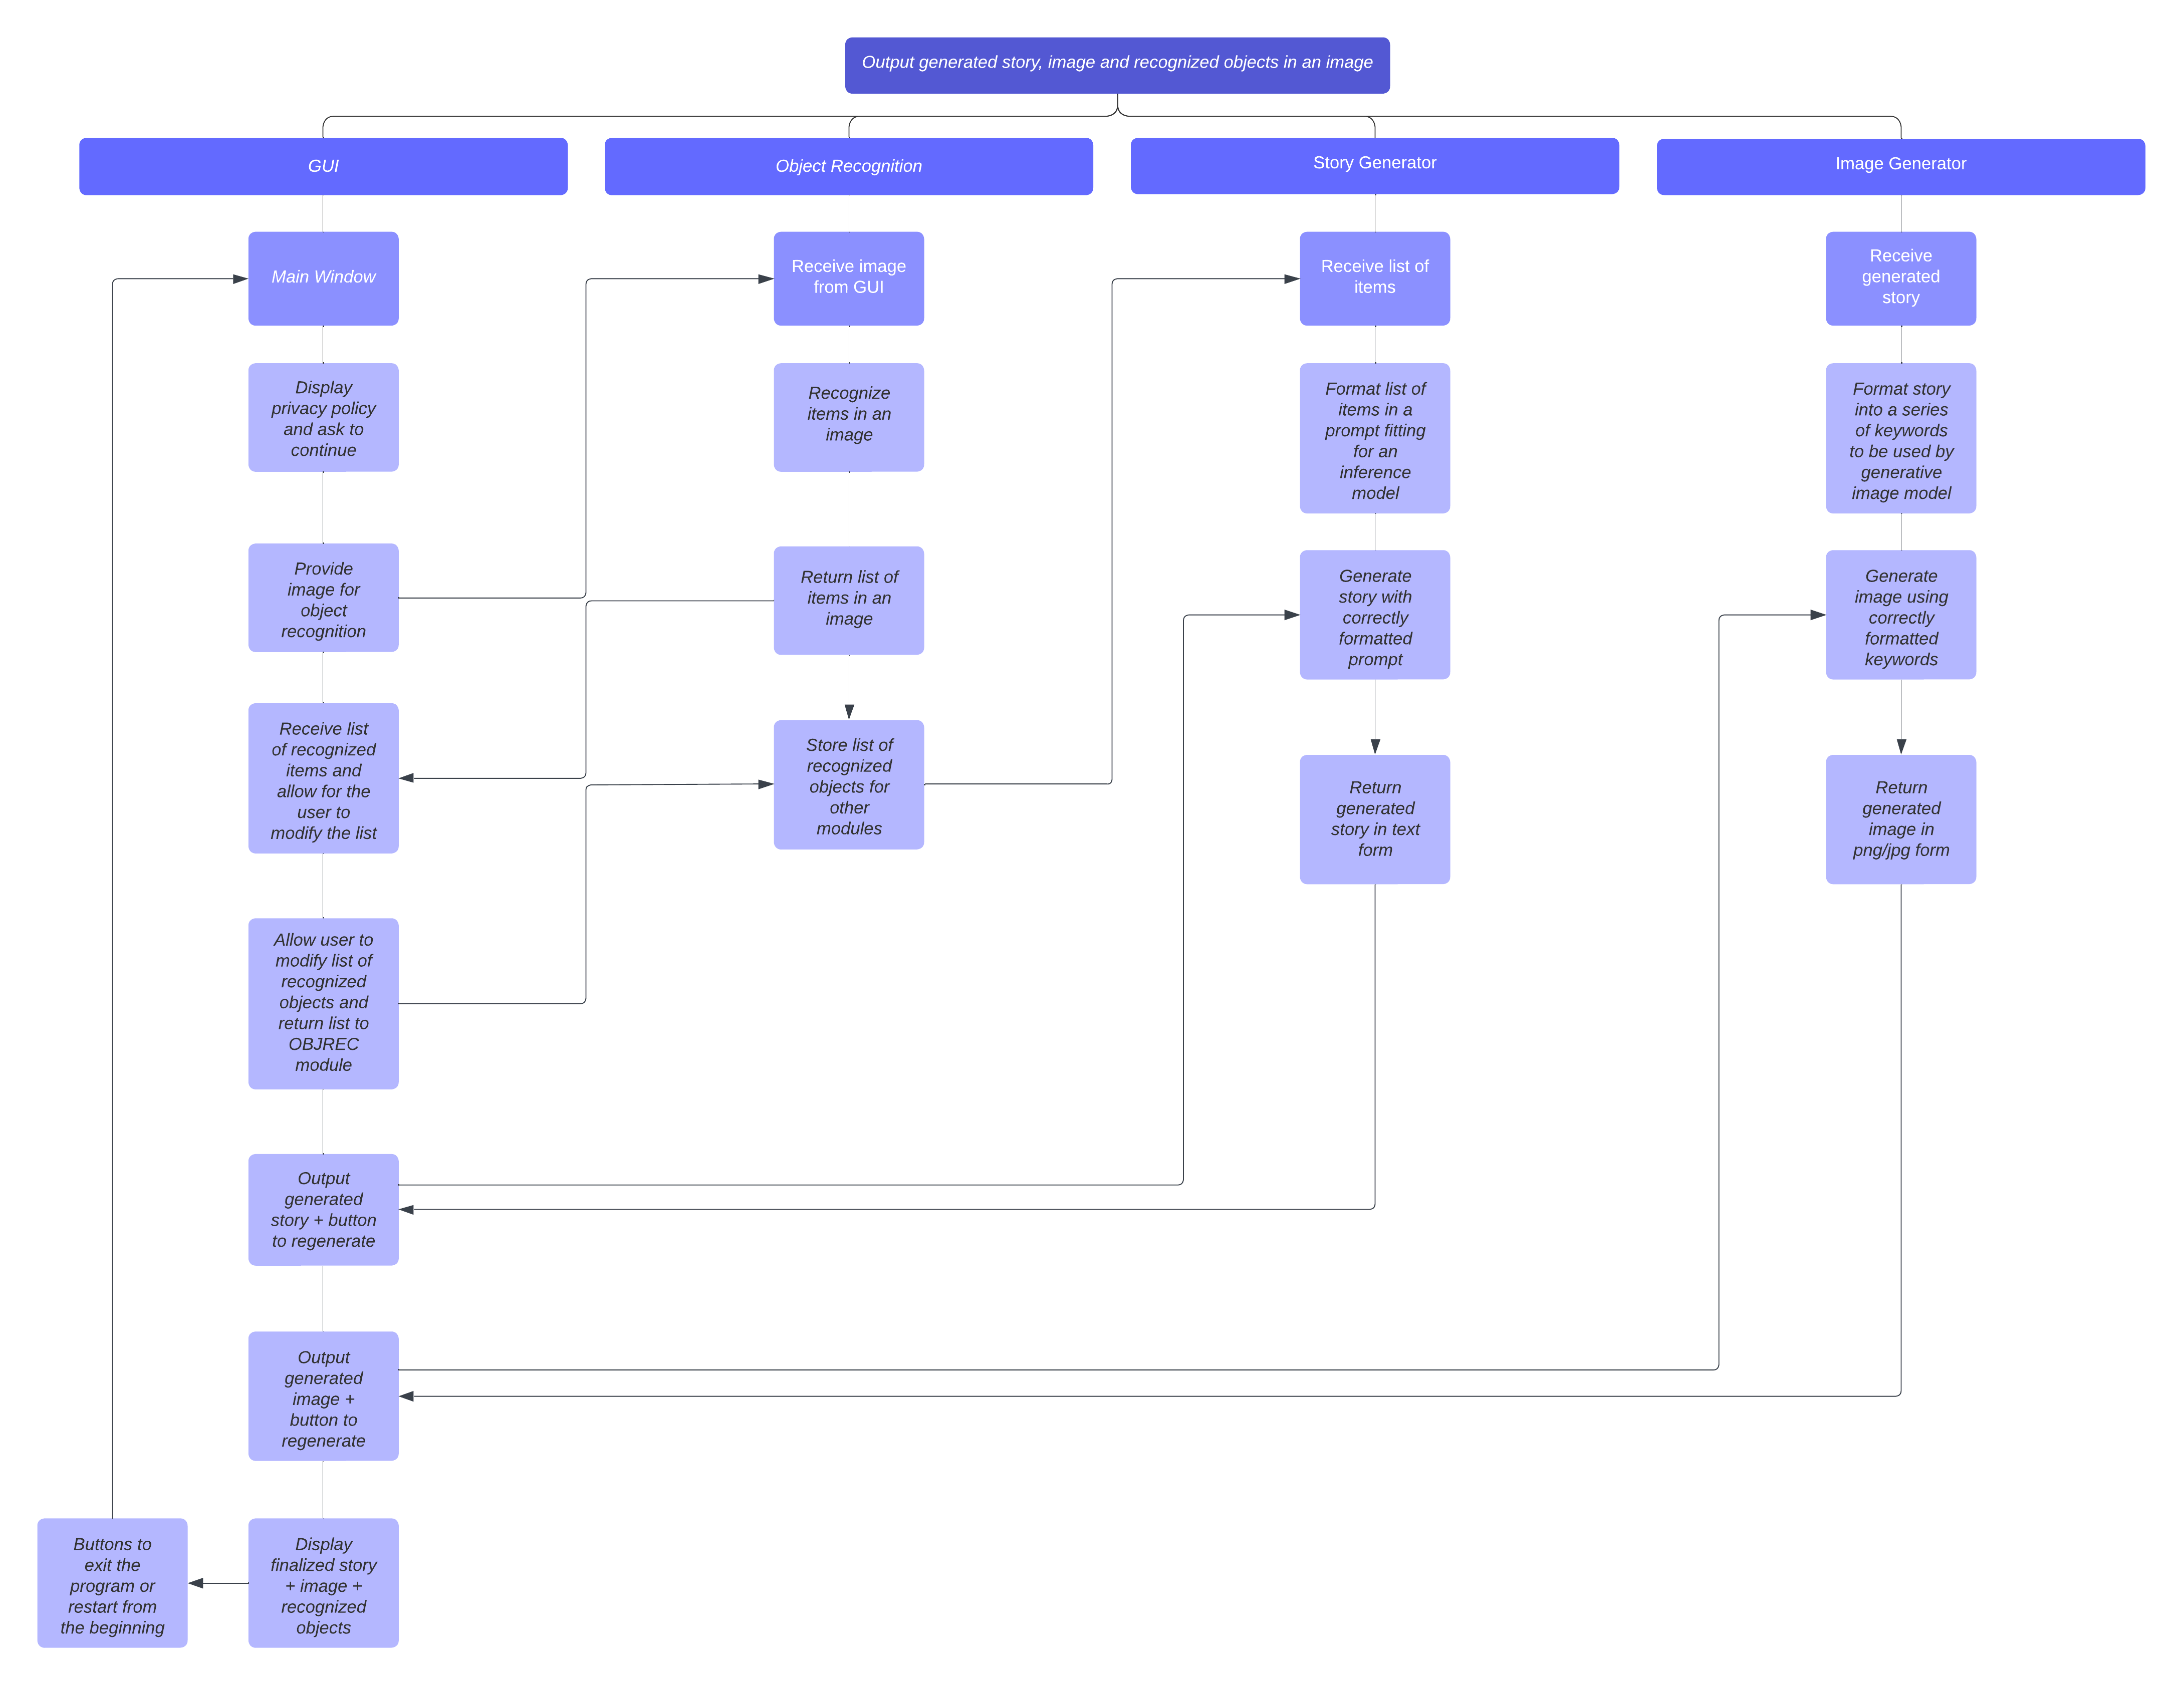 Output generated story, image and recognized objects in an image
GUI
Object Recognition
Story Generator
Image Generator
Main Window
Receive image
from GUI
Receive list of
items
Receive
generated
story
Display
privacy policy
and ask to
continue
Recognize
items in an
image
Format list of
items in a
prompt fitting
for an
inference
model
Format story
into a series
of keywords
to be used by
generative
image model
Provide
image for
object
recognition
Return list of
items in an
image
Generate
story with
correctly
formatted
prompt
Generate
image using
correctly
formatted
keywords
Receive list
of recognized
items and
allow for the
user to
modify the list
Store list of
recognized
objects for
other
modules
Return
generated
story in text
form
Return
generated
image in
png/jpg form
Allow user to
modify list of
recognized
objects and
return list to
OBJREC
module
Output
generated
story + button
to regenerate
Output
generated
image +
button to
regenerate
Buttons to
exit the
program or
restart from
the beginning
Display
finalized story
+ image +
recognized
objects